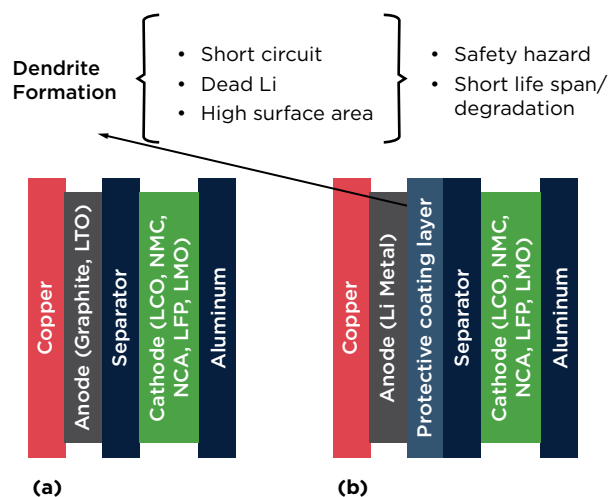 Dendrite
Formation
• Short circuit
• Dead Li
• High surface area
• Safety hazard
• Short life span/
degradation
Copper
Anode (Graphite, LTO)
Separator
Cathode (LCO, NMC,
NCA, LFP, LMO)
Aluminum
(a)
Copper
Anode (Li Metal)
Protective coating layer
Separator
Cathode (LCO, NMC,
NCA, LFP, LMO)
Aluminum
(b)